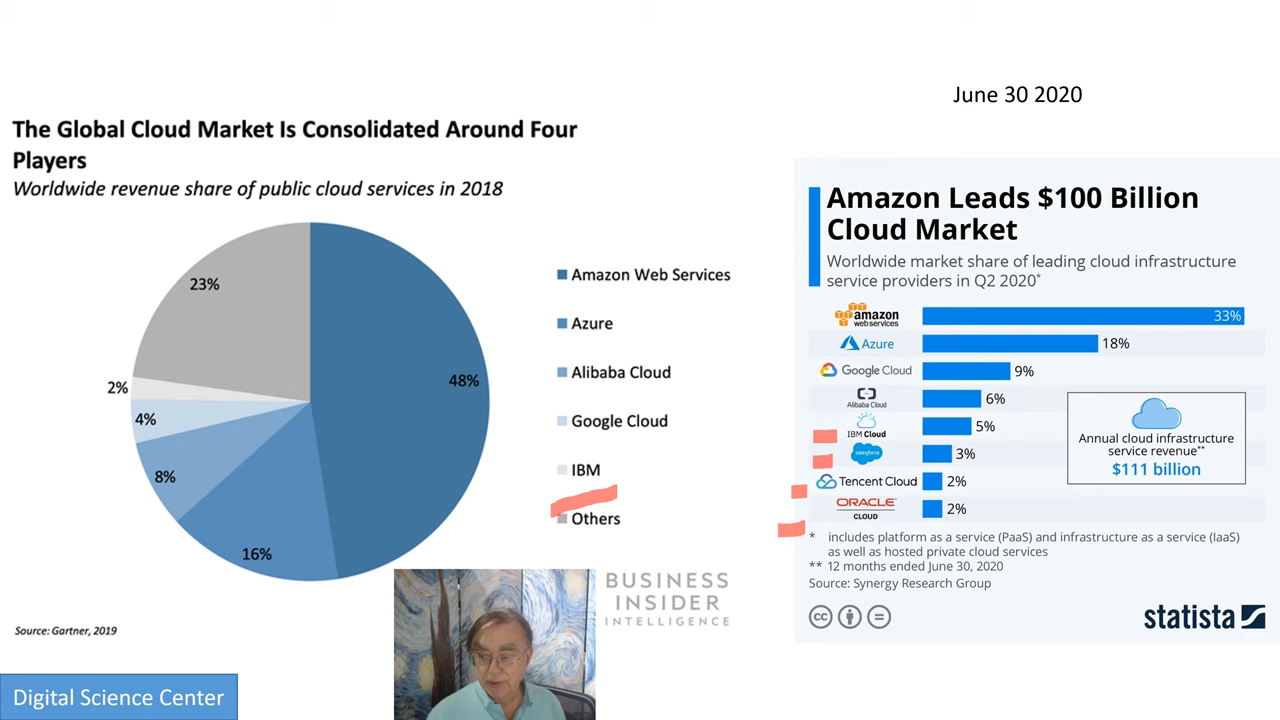 June 30 2020
The Global Cloud Market Is Consolidated Around Four
Players
Worldwide revenue share of public cloud services in 2018
23%
2%
4%
8%
16%
48%
Amazon Web Services
Azure
Alibaba Cloud
Google Cloud
IBM
Others
BUSINESS
INSIDER
INTELLIGENCE
Source: Gartner, 2019
Digital Science Center
Amazon Leads $100 Billion
Cloud Market
Worldwide market share of leading cloud infrastructure
service providers in Q2 2020*
amazon
web services
33%
Azure
18%
Google Cloud
9%
Alibaba Cloud
6%
IBM Cloud
5%
salesforce
3%
Tencent Cloud
2%
ORACLE
CLOUD
2%
Annual cloud infrastructure
service revenue**
$111 billion
* includes platform as a service (PaaS) and infrastructure as a service (IaaS)
as well as hosted private cloud services
** 12 months ended June 30, 2020
Source: Synergy Research Group
cc
statista